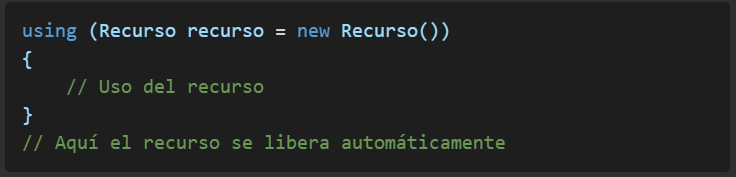 using (Recurso recurso = new Recurso())
{
    // Uso del recurso
}
// Aquí el recurso se libera automáticamente